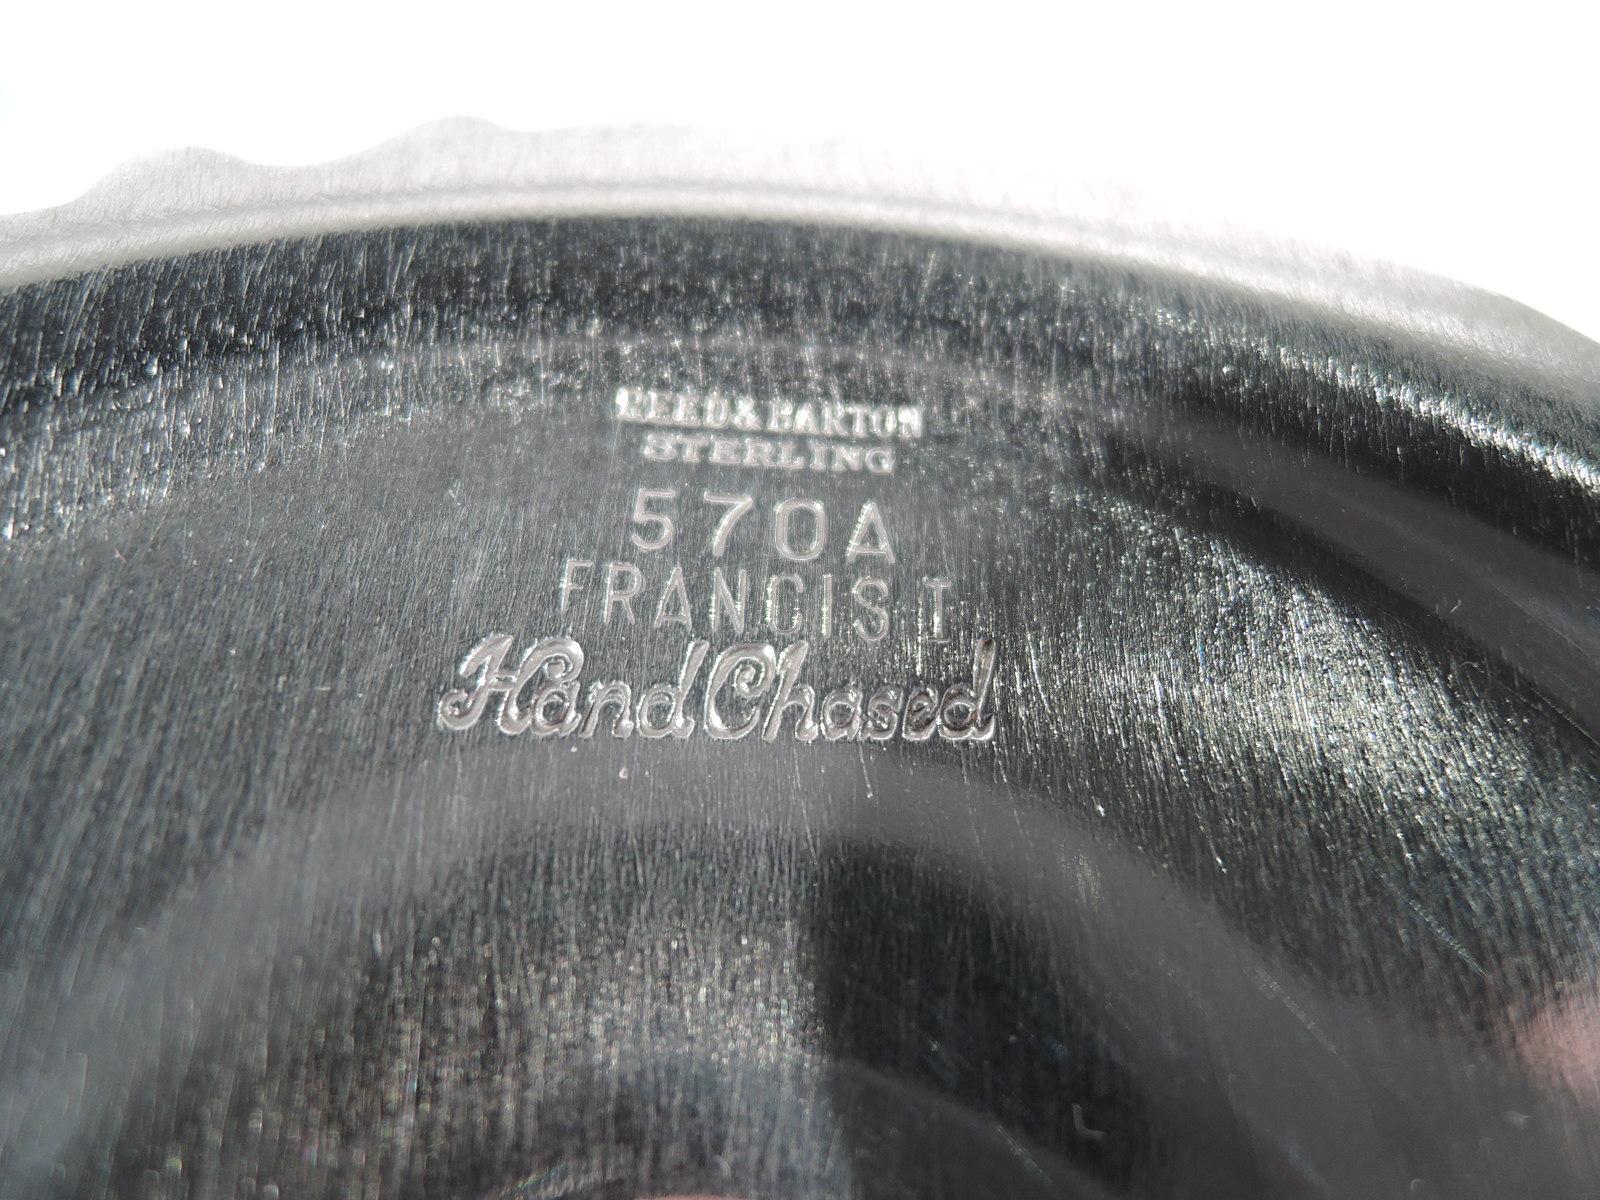 REED & BARTON
STERLING
570A
FRANCIS I
Hand Chased